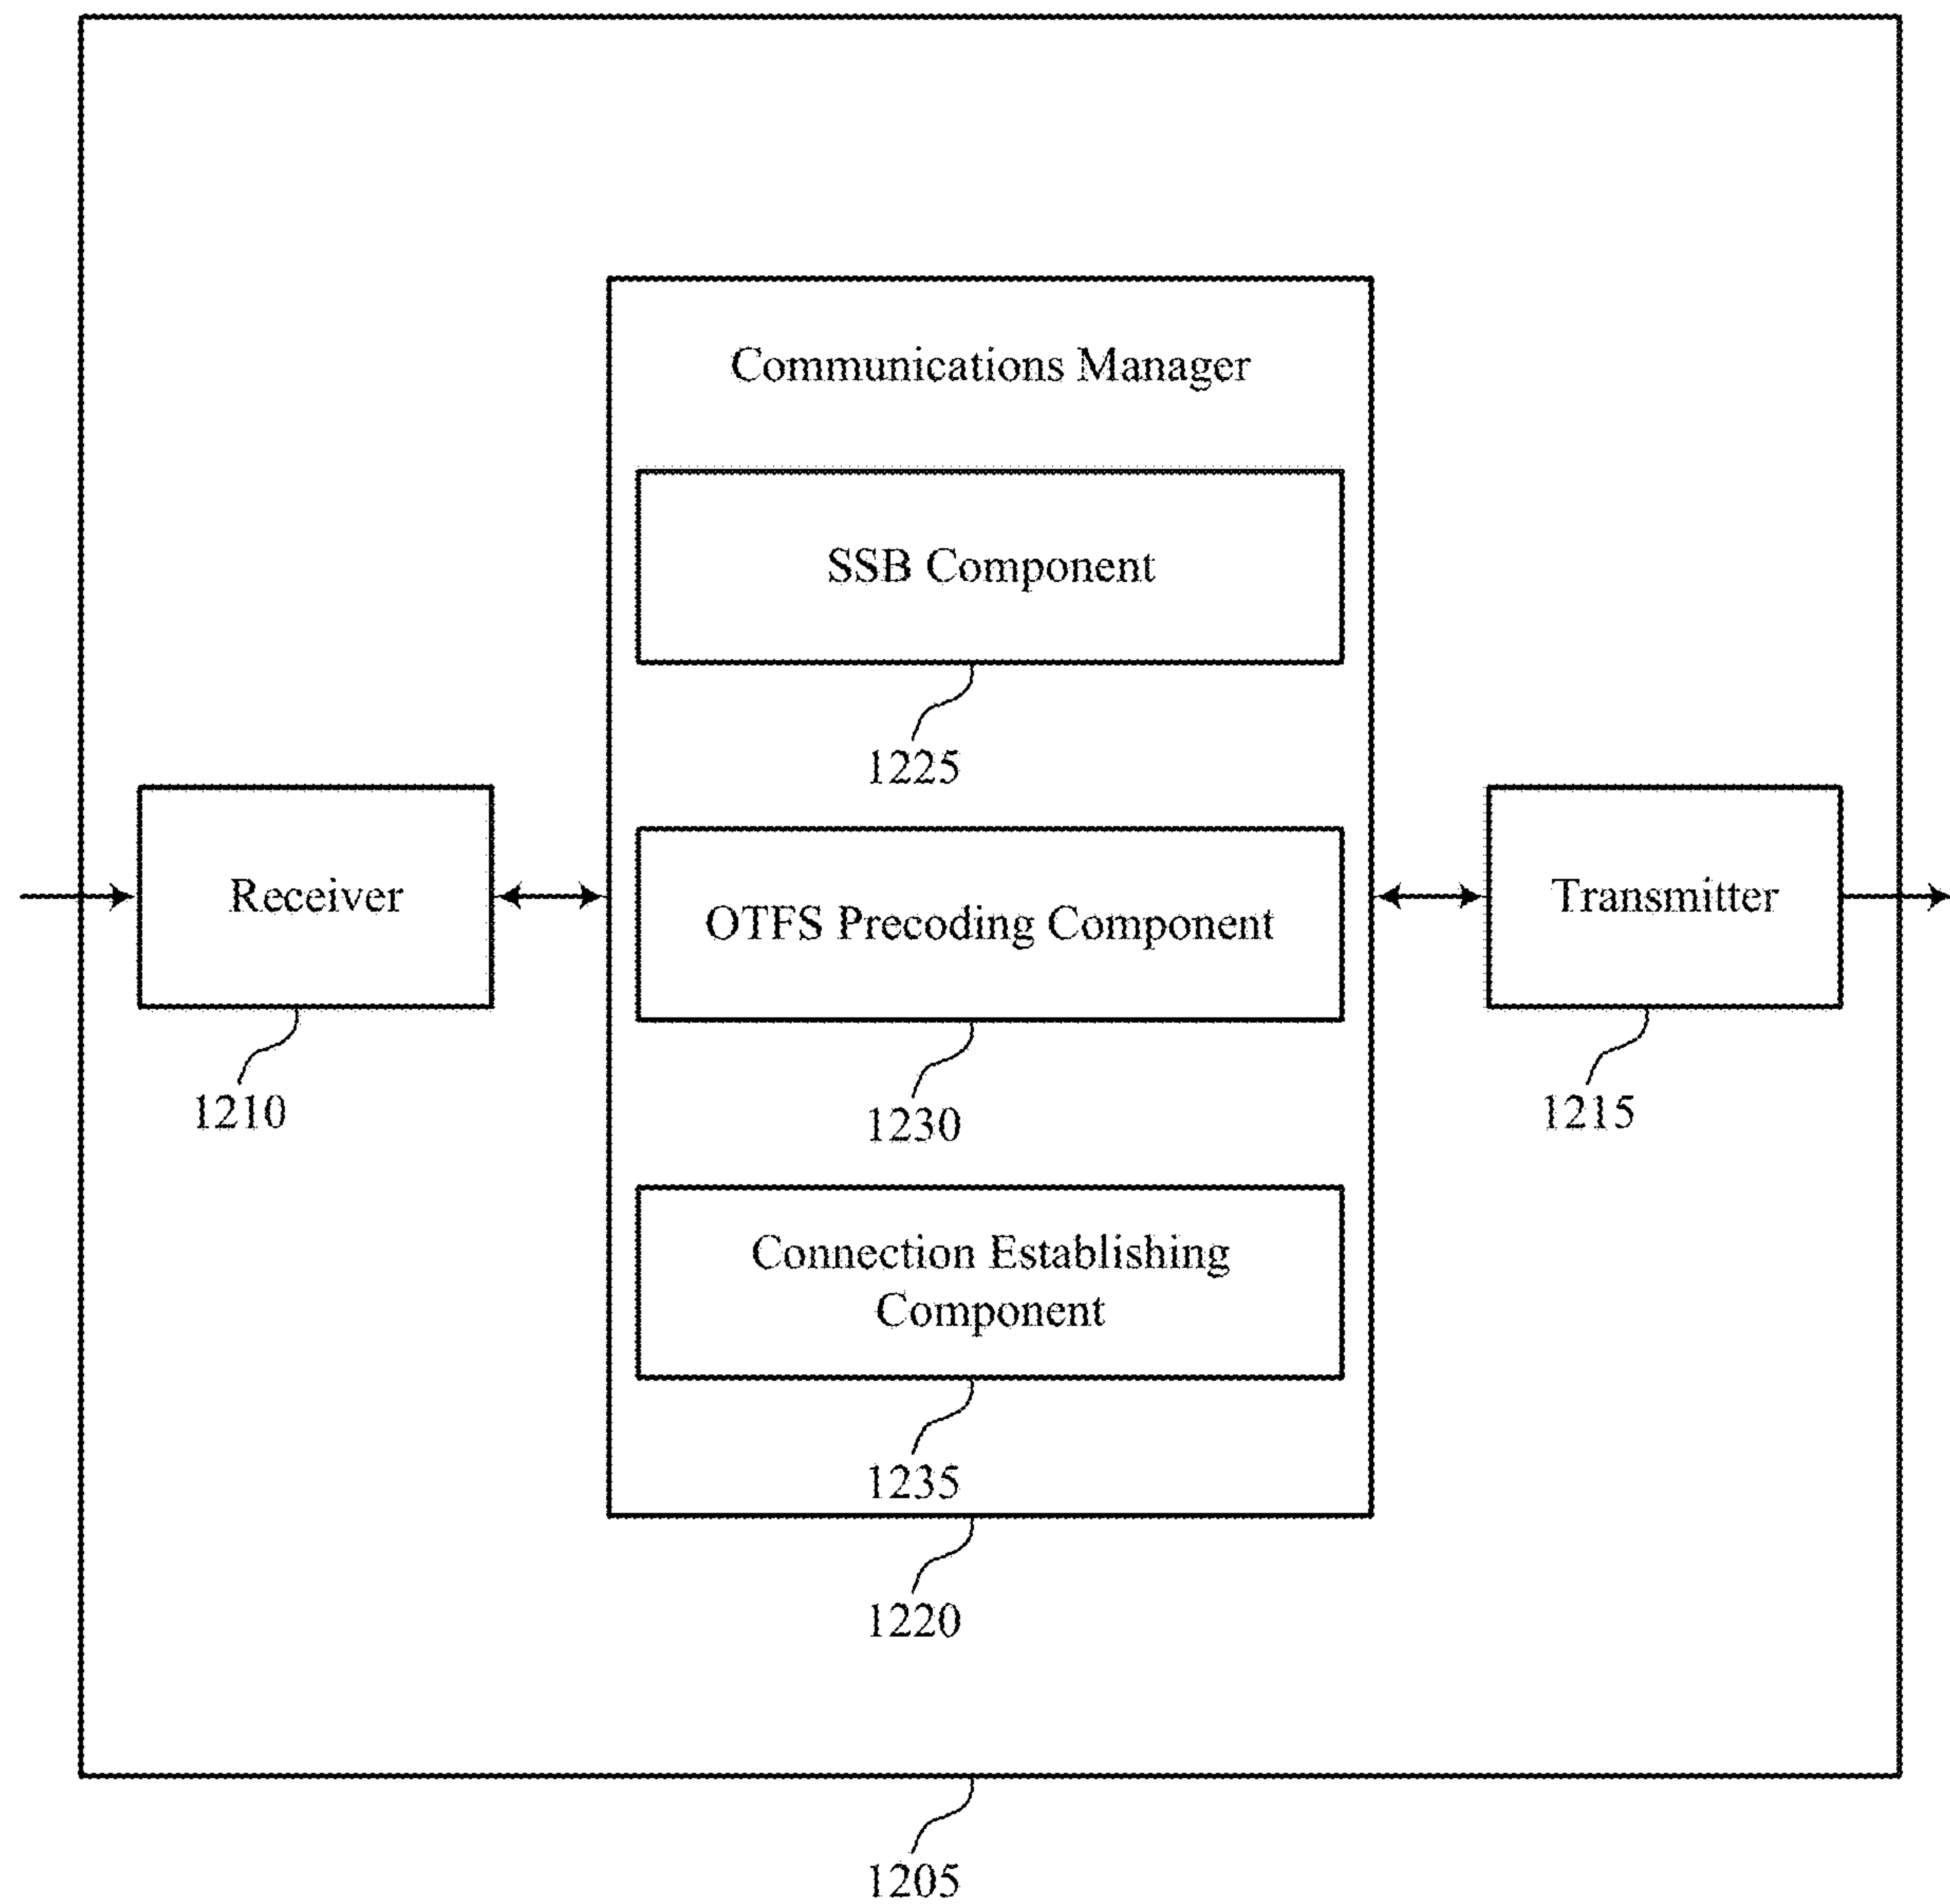 Communications Manager
SSB Component
1225
Receiver
1210
OTFS Precoding Component
1230
Transmitter
1215
Connection Establishing
Component
1235
1220
1205